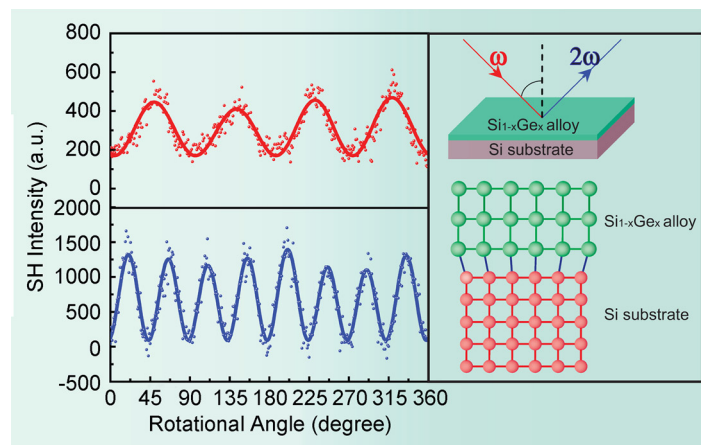 800
600
400
200
0
2000
1500
1000
500
0
-500
SH Intensity (a.u.)
0 45 90 135 180 225 270 315 360
Rotational Angle (degree)
ω 2ω
Si1-xGex alloy
Si substrate
Si1-xGex alloy
Si substrate